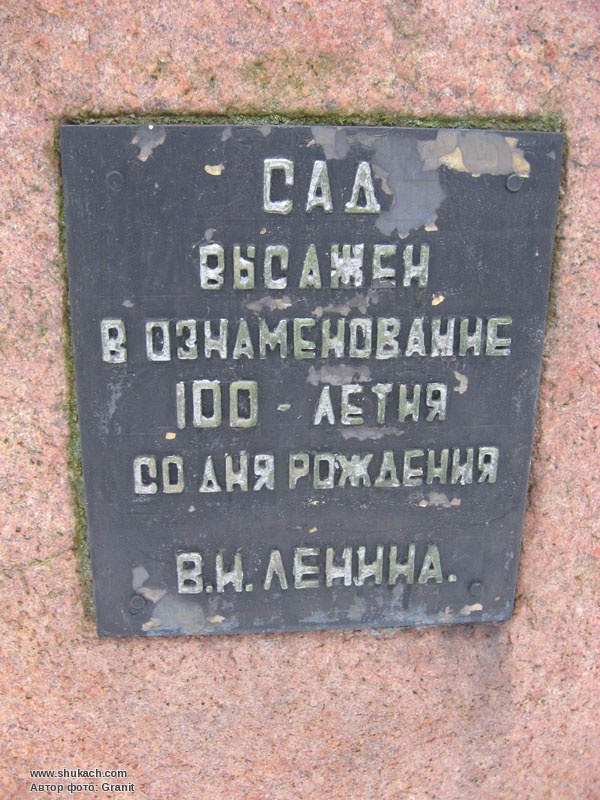 САД
ВЫСАЖЕН
В ОЗНАМЕНОВАНИЕ
100 - ЛЕТИЯ
СО ДНЯ РОЖДЕНИЯ
В.И. ЛЕНИНА.
www.shukach.com
Автор фото: Granit